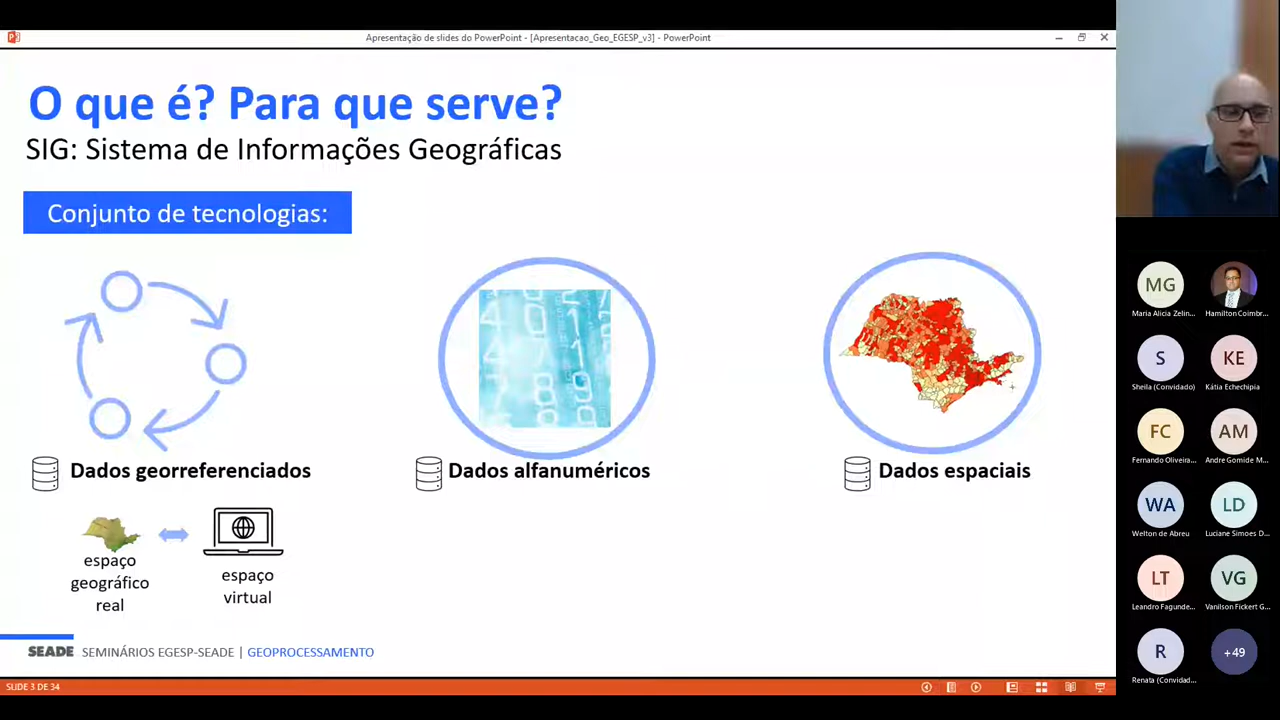 Apresentação de slides do PowerPoint - [Apresentacao_Geo_EGESP_v3] - PowerPoint
O que é? Para que serve?
SIG: Sistema de Informações Geográficas
Conjunto de tecnologias:
Dados georreferenciados
Dados alfanuméricos
Dados espaciais
espaço
geográfico
real
espaço
virtual
SEADE SEMINÁRIOS EGESP-SEADE | GEOPROCESSAMENTO
SLIDE 3 DE 34
MG
Maria Alicia Zelin...
Hamilton Coimbr...
S
Sheila (Convidado)
KE
Kátia Echechipia
FC
Fernando Oliveira...
AM
Andre Gomide M...
WA
Welton de Abreu
LD
Luciane Simoes D...
LT
Leandro Fagunde...
VG
Vanilson Fickert G...
R
Renata (Convidad...
+49